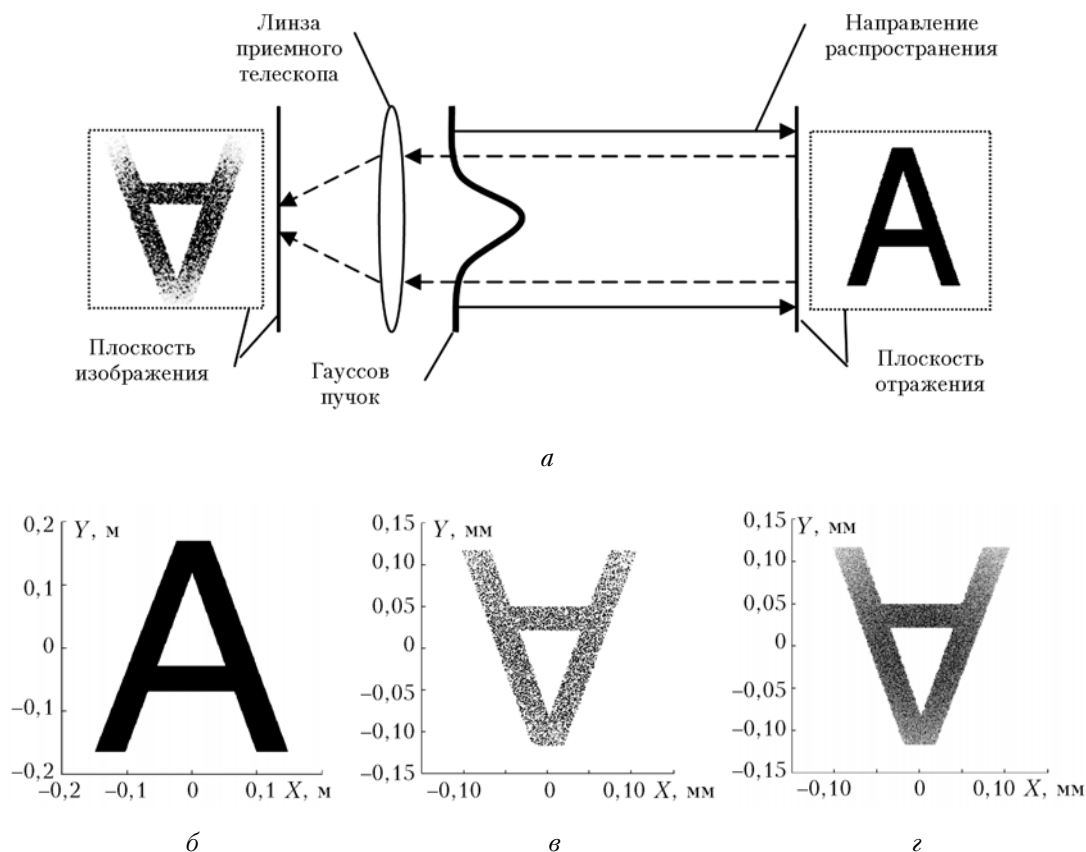 Линза
приемного
телескопа
Направление
распространения
A
A
Плоскость
изображения
Гауссов
пучок
Плоскость
отражения
а
0,2
Y, м
0,1
0
–0,1
–0,2
–0,2
–0,1
0
0,1
X, м
A
б
0,15
Y, мм
0,10
0,05
0
–0,05
–0,10
–0,15
–0,10
0
0,10
X, мм
A
в
0,15
Y, мм
0,10
0,05
0
–0,05
–0,10
–0,15
–0,10
0
0,10
X, мм
A
г